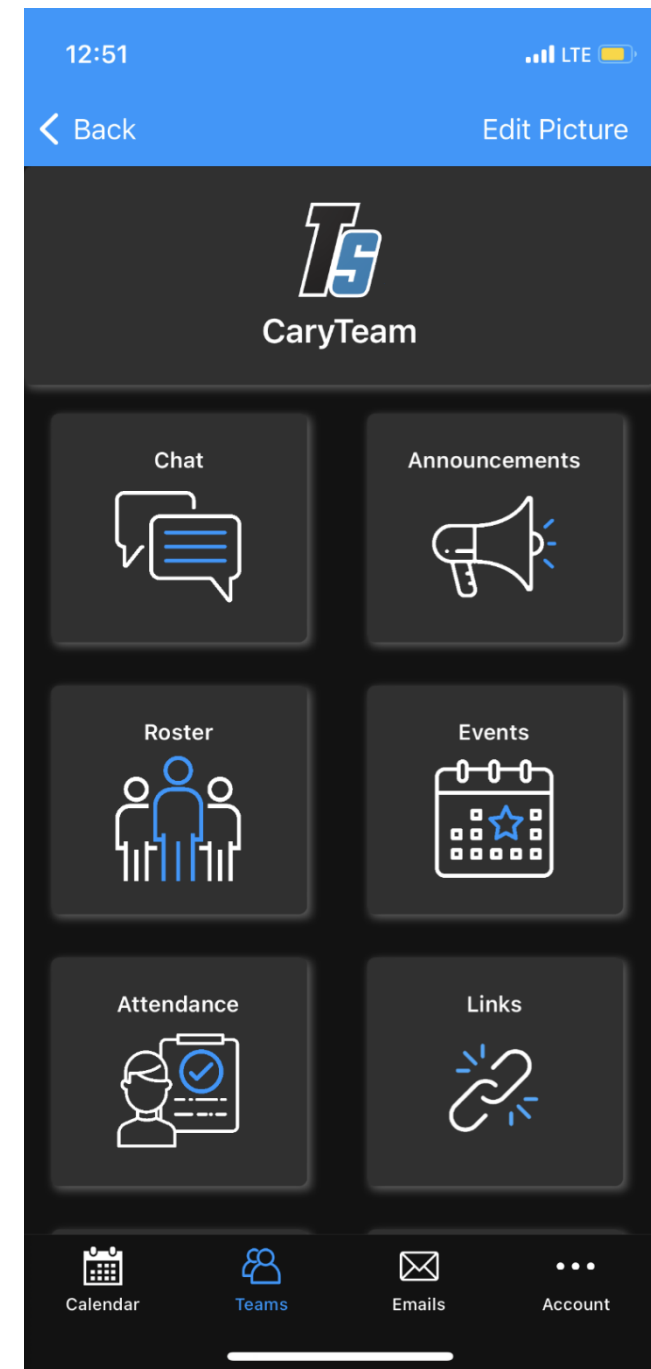 12:51 LTE
Back Edit Picture
TS
CaryTeam
Chat Announcements
Roster Events
Attendance Links
Calendar Teams Emails Account